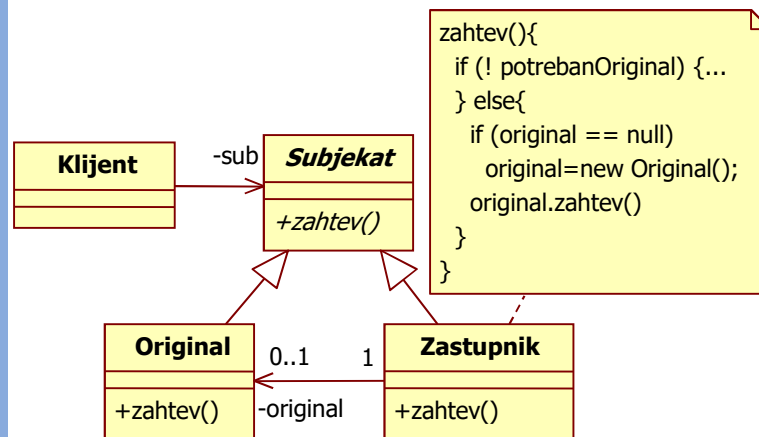 zahtev(){
if (! potrebanOriginal) {...
} else{
if (original == null)
original=new Original();
original.zahtev()
}
}
Klijent
-sub
Subjekat
+zahtev()
Original
+zahtev()
0..1
1
-original
Zastupnik
+zahtev()